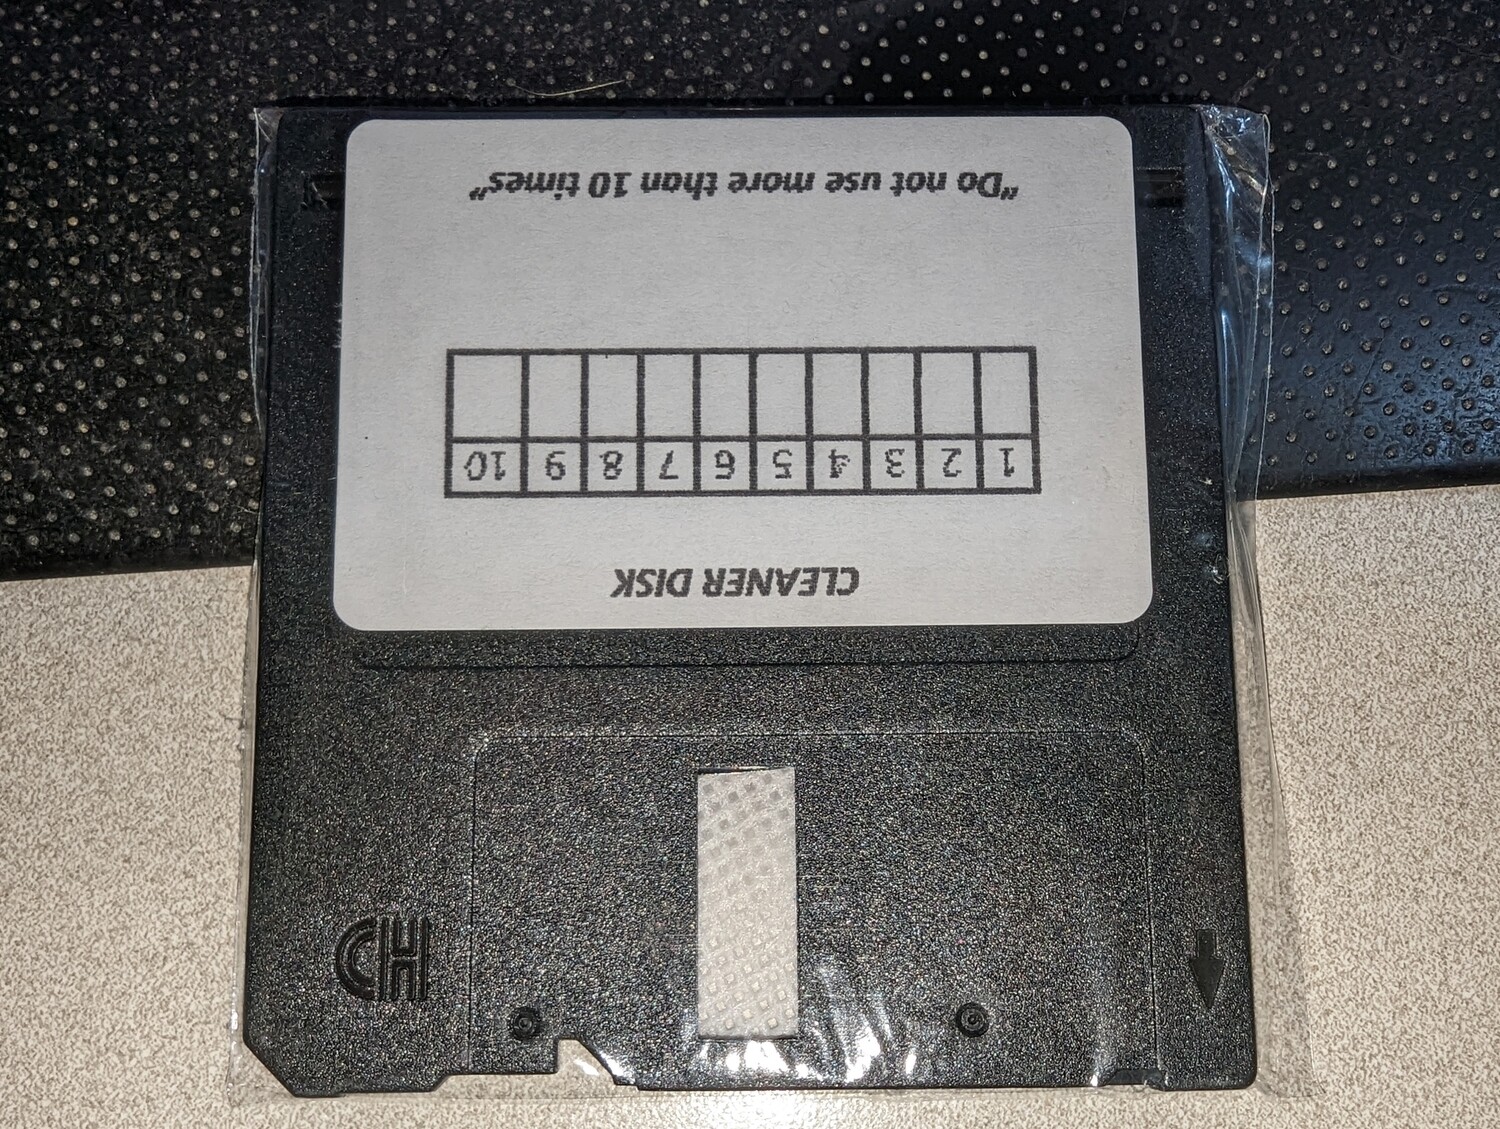 CLEANER DISK
1 2 3 4 5 6 7 8 9 10
"Do not use more than 10 times"
HD